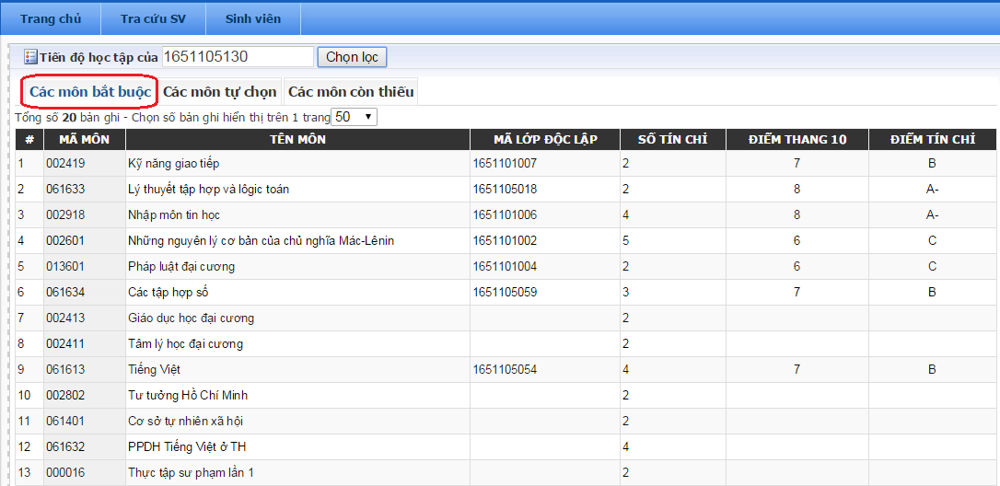 Trang chủ Tra cứu SV Sinh viên
Tiến độ học tập của 1651105130 Chọn lọc
Các môn bắt buộc Các môn tự chọn Các môn còn thiếu
Tổng số 20 bản ghi - Chọn số bản ghi hiển thị trên 1 trang 50
# MÃ MÔN TÊN MÔN MÃ LỚP ĐỘC LẬP SỐ TÍN CHỈ ĐIỂM THANG 10 ĐIỂM TÍN CHỈ
1 002419 Kỹ năng giao tiếp 1651101007 2 7 B
2 061633 Lý thuyết tập hợp và lôgic toán 1651105018 2 8 A-
3 002918 Nhập môn tin học 1651101006 4 8 A-
4 002601 Những nguyên lý cơ bản của chủ nghĩa Mác-Lênin 1651101002 5 6 C
5 013601 Pháp luật đại cương 1651101004 2 6 C
6 061634 Các tập hợp số 1651105059 3 7 B
7 002413 Giáo dục học đại cương 2
8 002411 Tâm lý học đại cương 2
9 061613 Tiếng Việt 1651105054 4 7 B
10 002802 Tư tưởng Hồ Chí Minh 2
11 061401 Cơ sở tự nhiên xã hội 2
12 061632 PPDH Tiếng Việt ở TH 4
13 000016 Thực tập sư phạm lần 1 2